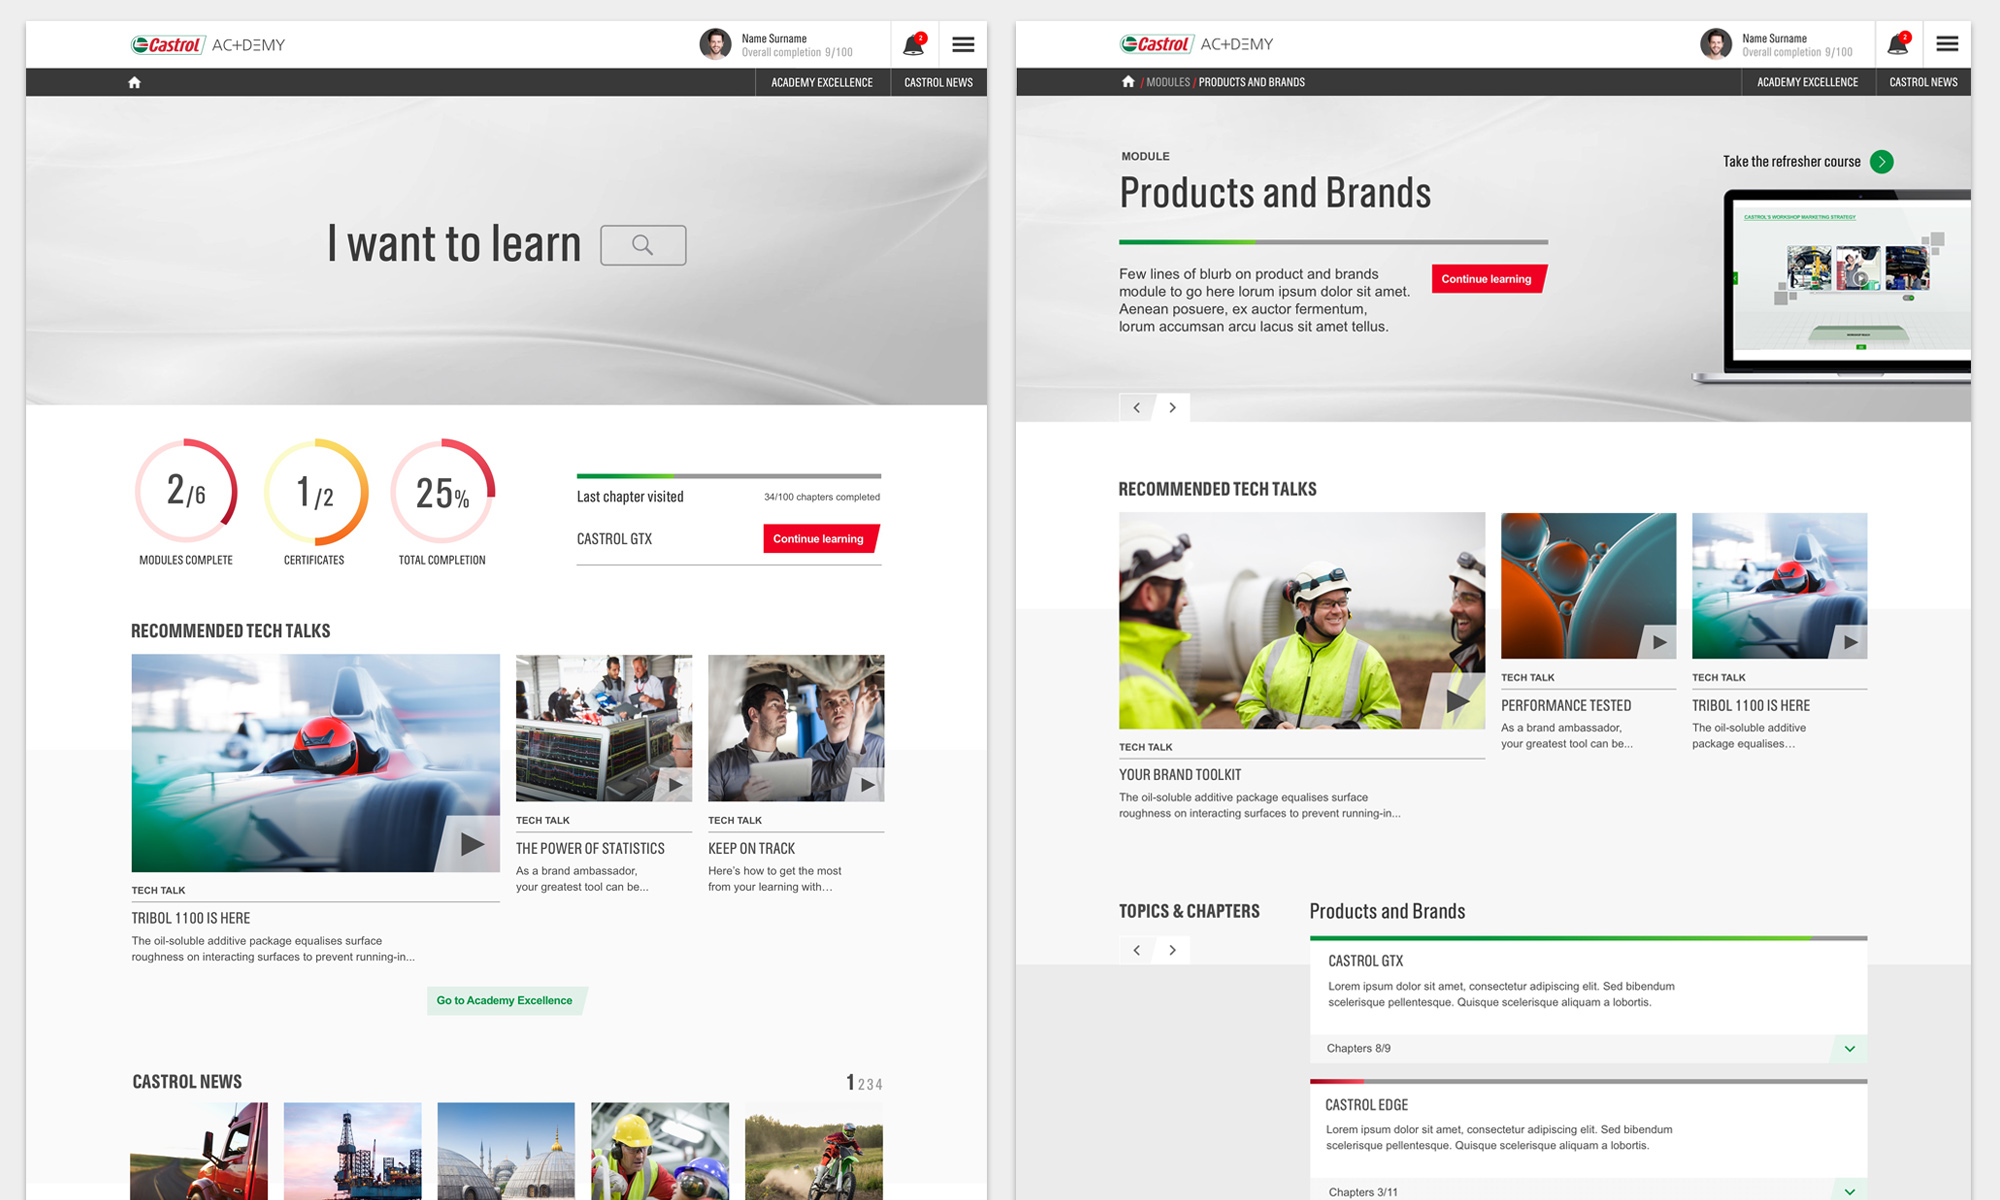 Castrol AC+DEMY
Name Surname
Overall completion 9/100
2
ACADEMY EXCELLENCE
CASTROL NEWS
I want to learn
2/6
MODULES COMPLETE
1/2
CERTIFICATES
25%
TOTAL COMPLETION
Last chapter visited
34/100 chapters completed
CASTROL GTX
Continue learning
RECOMMENDED TECH TALKS
TECH TALK
TRIBOL 1100 IS HERE
The oil-soluble additive package equalises surface
roughness on interacting surfaces to prevent running-in...
TECH TALK
THE POWER OF STATISTICS
As a brand ambassador,
your greatest tool can be...
TECH TALK
KEEP ON TRACK
Here's how to get the most
from your learning with...
Go to Academy Excellence
CASTROL NEWS
1 2 3 4
Castrol AC+DEMY
Name Surname
Overall completion 9/100
2
/ MODULES / PRODUCTS AND BRANDS
ACADEMY EXCELLENCE
CASTROL NEWS
MODULE
Products and Brands
Few lines of blurb on product and brands
module to go here lorum ipsum dolor sit amet.
Aenean posuere, ex auctor fermentum,
lorum accumsan arcu lacus sit amet tellus.
Continue learning
Take the refresher course
CASTROL'S WORKSHOP MARKETING STRATEGY
RECOMMENDED TECH TALKS
TECH TALK
YOUR BRAND TOOLKIT
The oil-soluble additive package equalises surface
roughness on interacting surfaces to prevent running-in...
TECH TALK
PERFORMANCE TESTED
As a brand ambassador,
your greatest tool can be...
TECH TALK
TRIBOL 1100 IS HERE
The oil-soluble additive
package equalises...
TOPICS & CHAPTERS
Products and Brands
CASTROL GTX
Lorem ipsum dolor sit amet, consectetur adipiscing elit. Sed bibendum
scelerisque pellentesque. Quisque scelerisque aliquam a lobortis.
Chapters 8/9
CASTROL EDGE
Lorem ipsum dolor sit amet, consectetur adipiscing elit. Sed bibendum
scelerisque pellentesque. Quisque scelerisque aliquam a lobortis.
Chapters 3/11